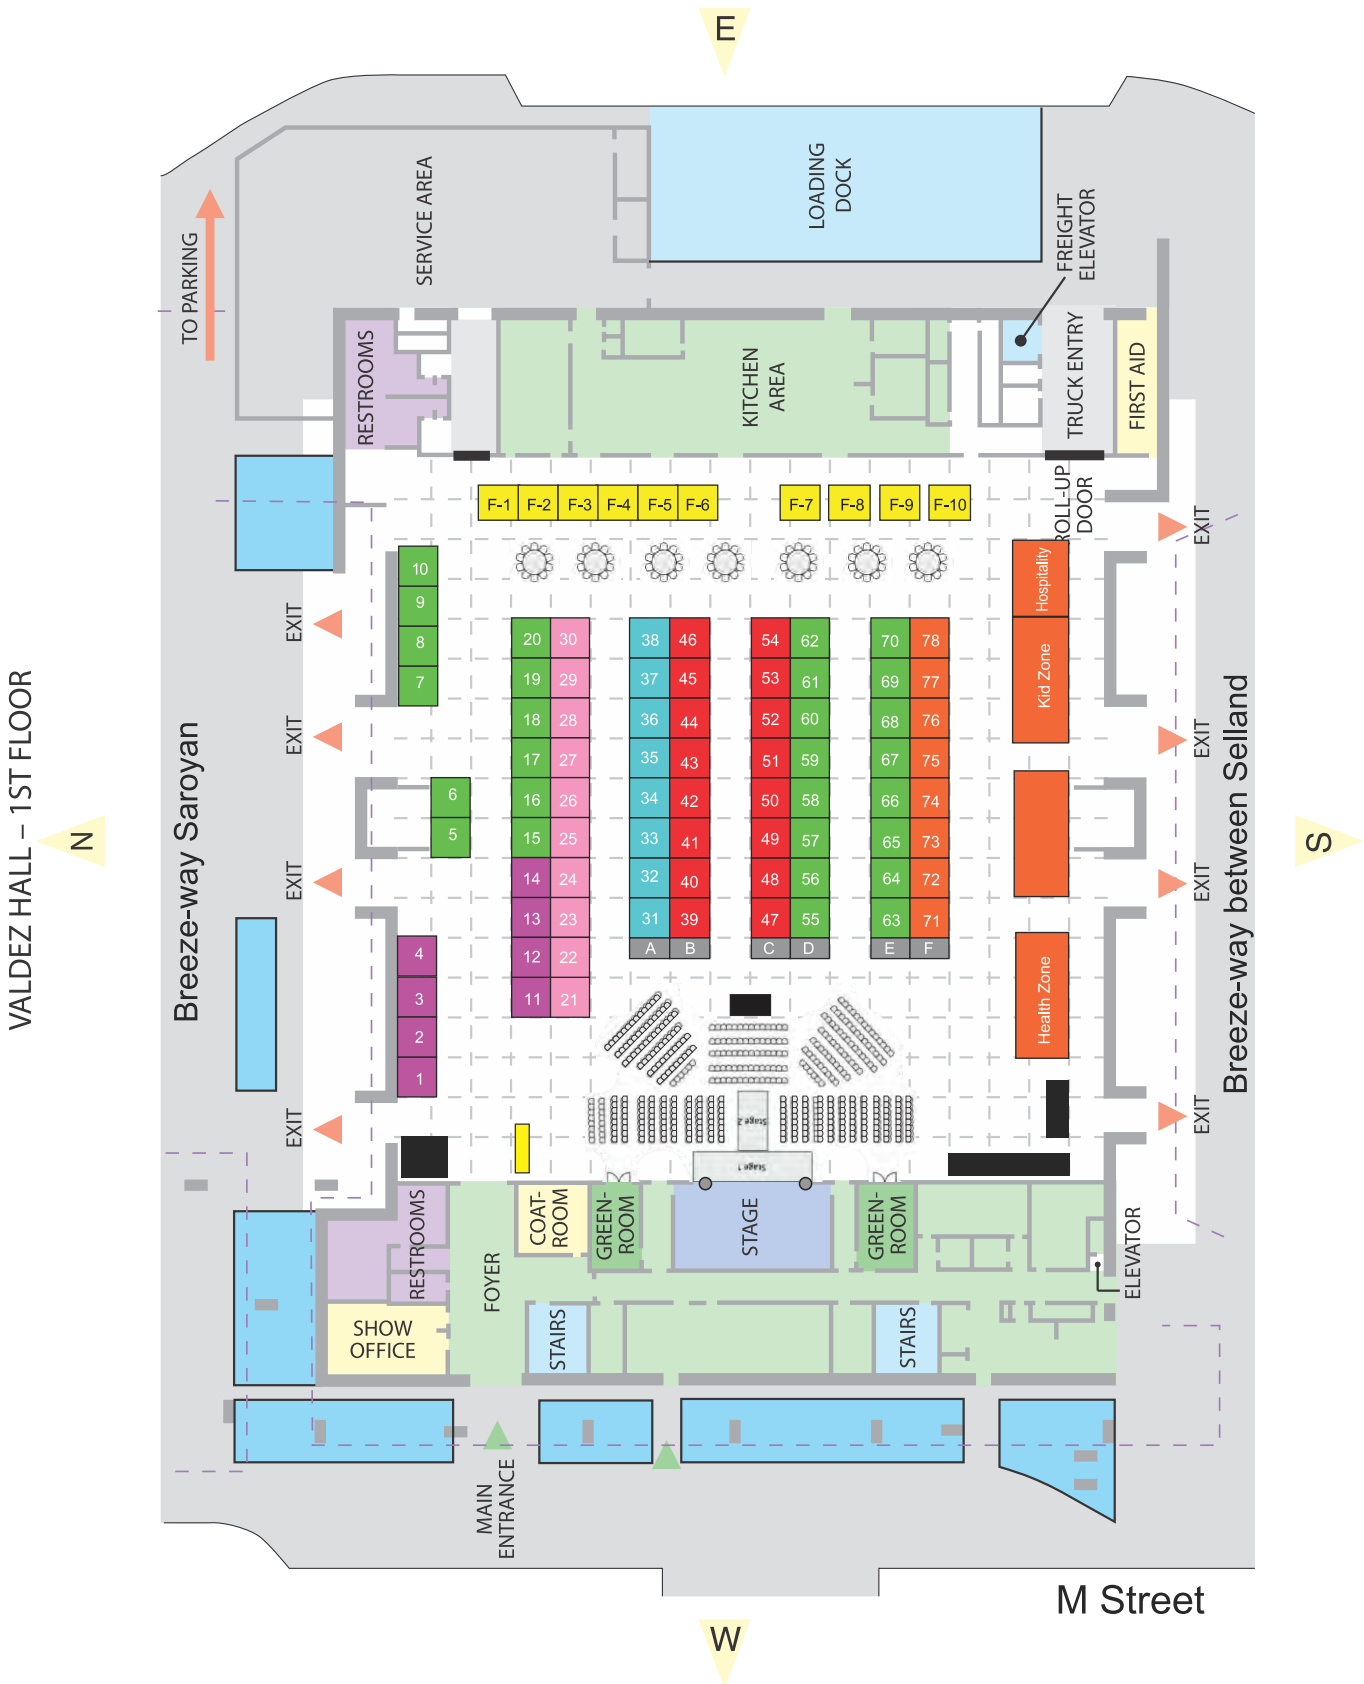 E
TO PARKING
SERVICE AREA
LOADING
DOCK
FREIGHT
ELEVATOR
RESTROOMS
KITCHEN
AREA
TRUCK ENTRY
FIRST AID
ROLL-UP
DOOR
F-1
F-2
F-3
F-4
F-5
F-6
F-7
F-8
F-9
F-10
EXIT
EXIT
EXIT
EXIT
EXIT
EXIT
EXIT
EXIT
VALDEZ HALL – 1ST FLOOR
N
Breeze-way Saroyan
Breeze-way between Selland
S
10
9
8
7
6
5
4
3
2
1
20
19
18
17
16
15
14
13
12
11
30
29
28
27
26
25
24
23
22
21
38
37
36
35
34
33
32
31
A
46
45
44
43
42
41
40
39
B
54
53
52
51
50
49
48
47
C
62
61
60
59
58
57
56
55
D
70
69
68
67
66
65
64
63
E
78
77
76
75
74
73
72
71
F
Hospitality
Kid Zone
Health Zone
Stage 2
Stage 1
RESTROOMS
COAT-
ROOM
GREEN-
ROOM
STAGE
GREEN-
ROOM
ELEVATOR
FOYER
SHOW
OFFICE
STAIRS
STAIRS
MAIN
ENTRANCE
M Street
W